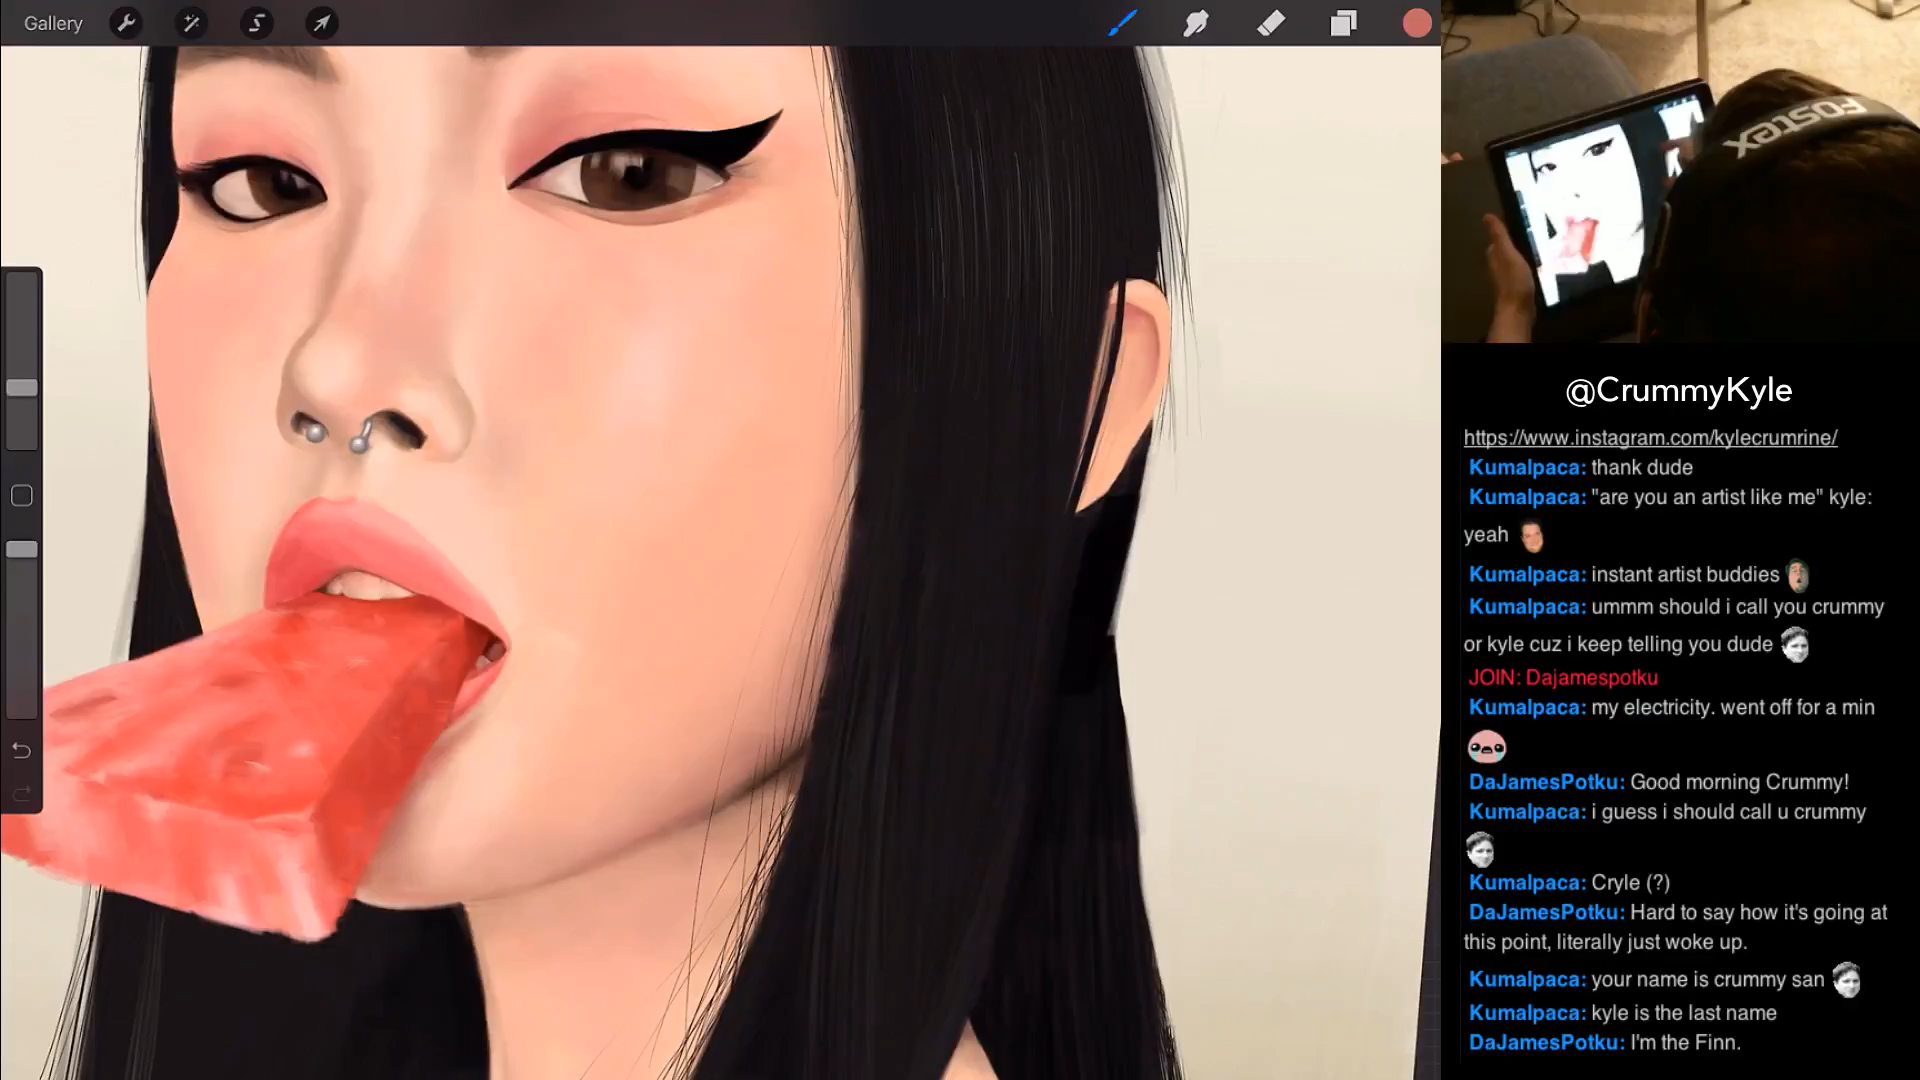 Gallery
Fostex
@CrummyKyle
https://www.instagram.com/kylecrumrine/
Kumalpaca: thank dude
Kumalpaca: "are you an artist like me" kyle:
yeah
Kumalpaca: instant artist buddies
Kumalpaca: ummm should i call you crummy
or kyle cuz i keep telling you dude
JOIN: Dajamespotku
Kumalpaca: my electricity. went off for a min
DaJamesPotku: Good morning Crummy!
Kumalpaca: i guess i should call u crummy
Kumalpaca: Cryle (?)
DaJamesPotku: Hard to say how it's going at
this point, literally just woke up.
Kumalpaca: your name is crummy san
Kumalpaca: kyle is the last name
DaJamesPotku: I'm the Finn.